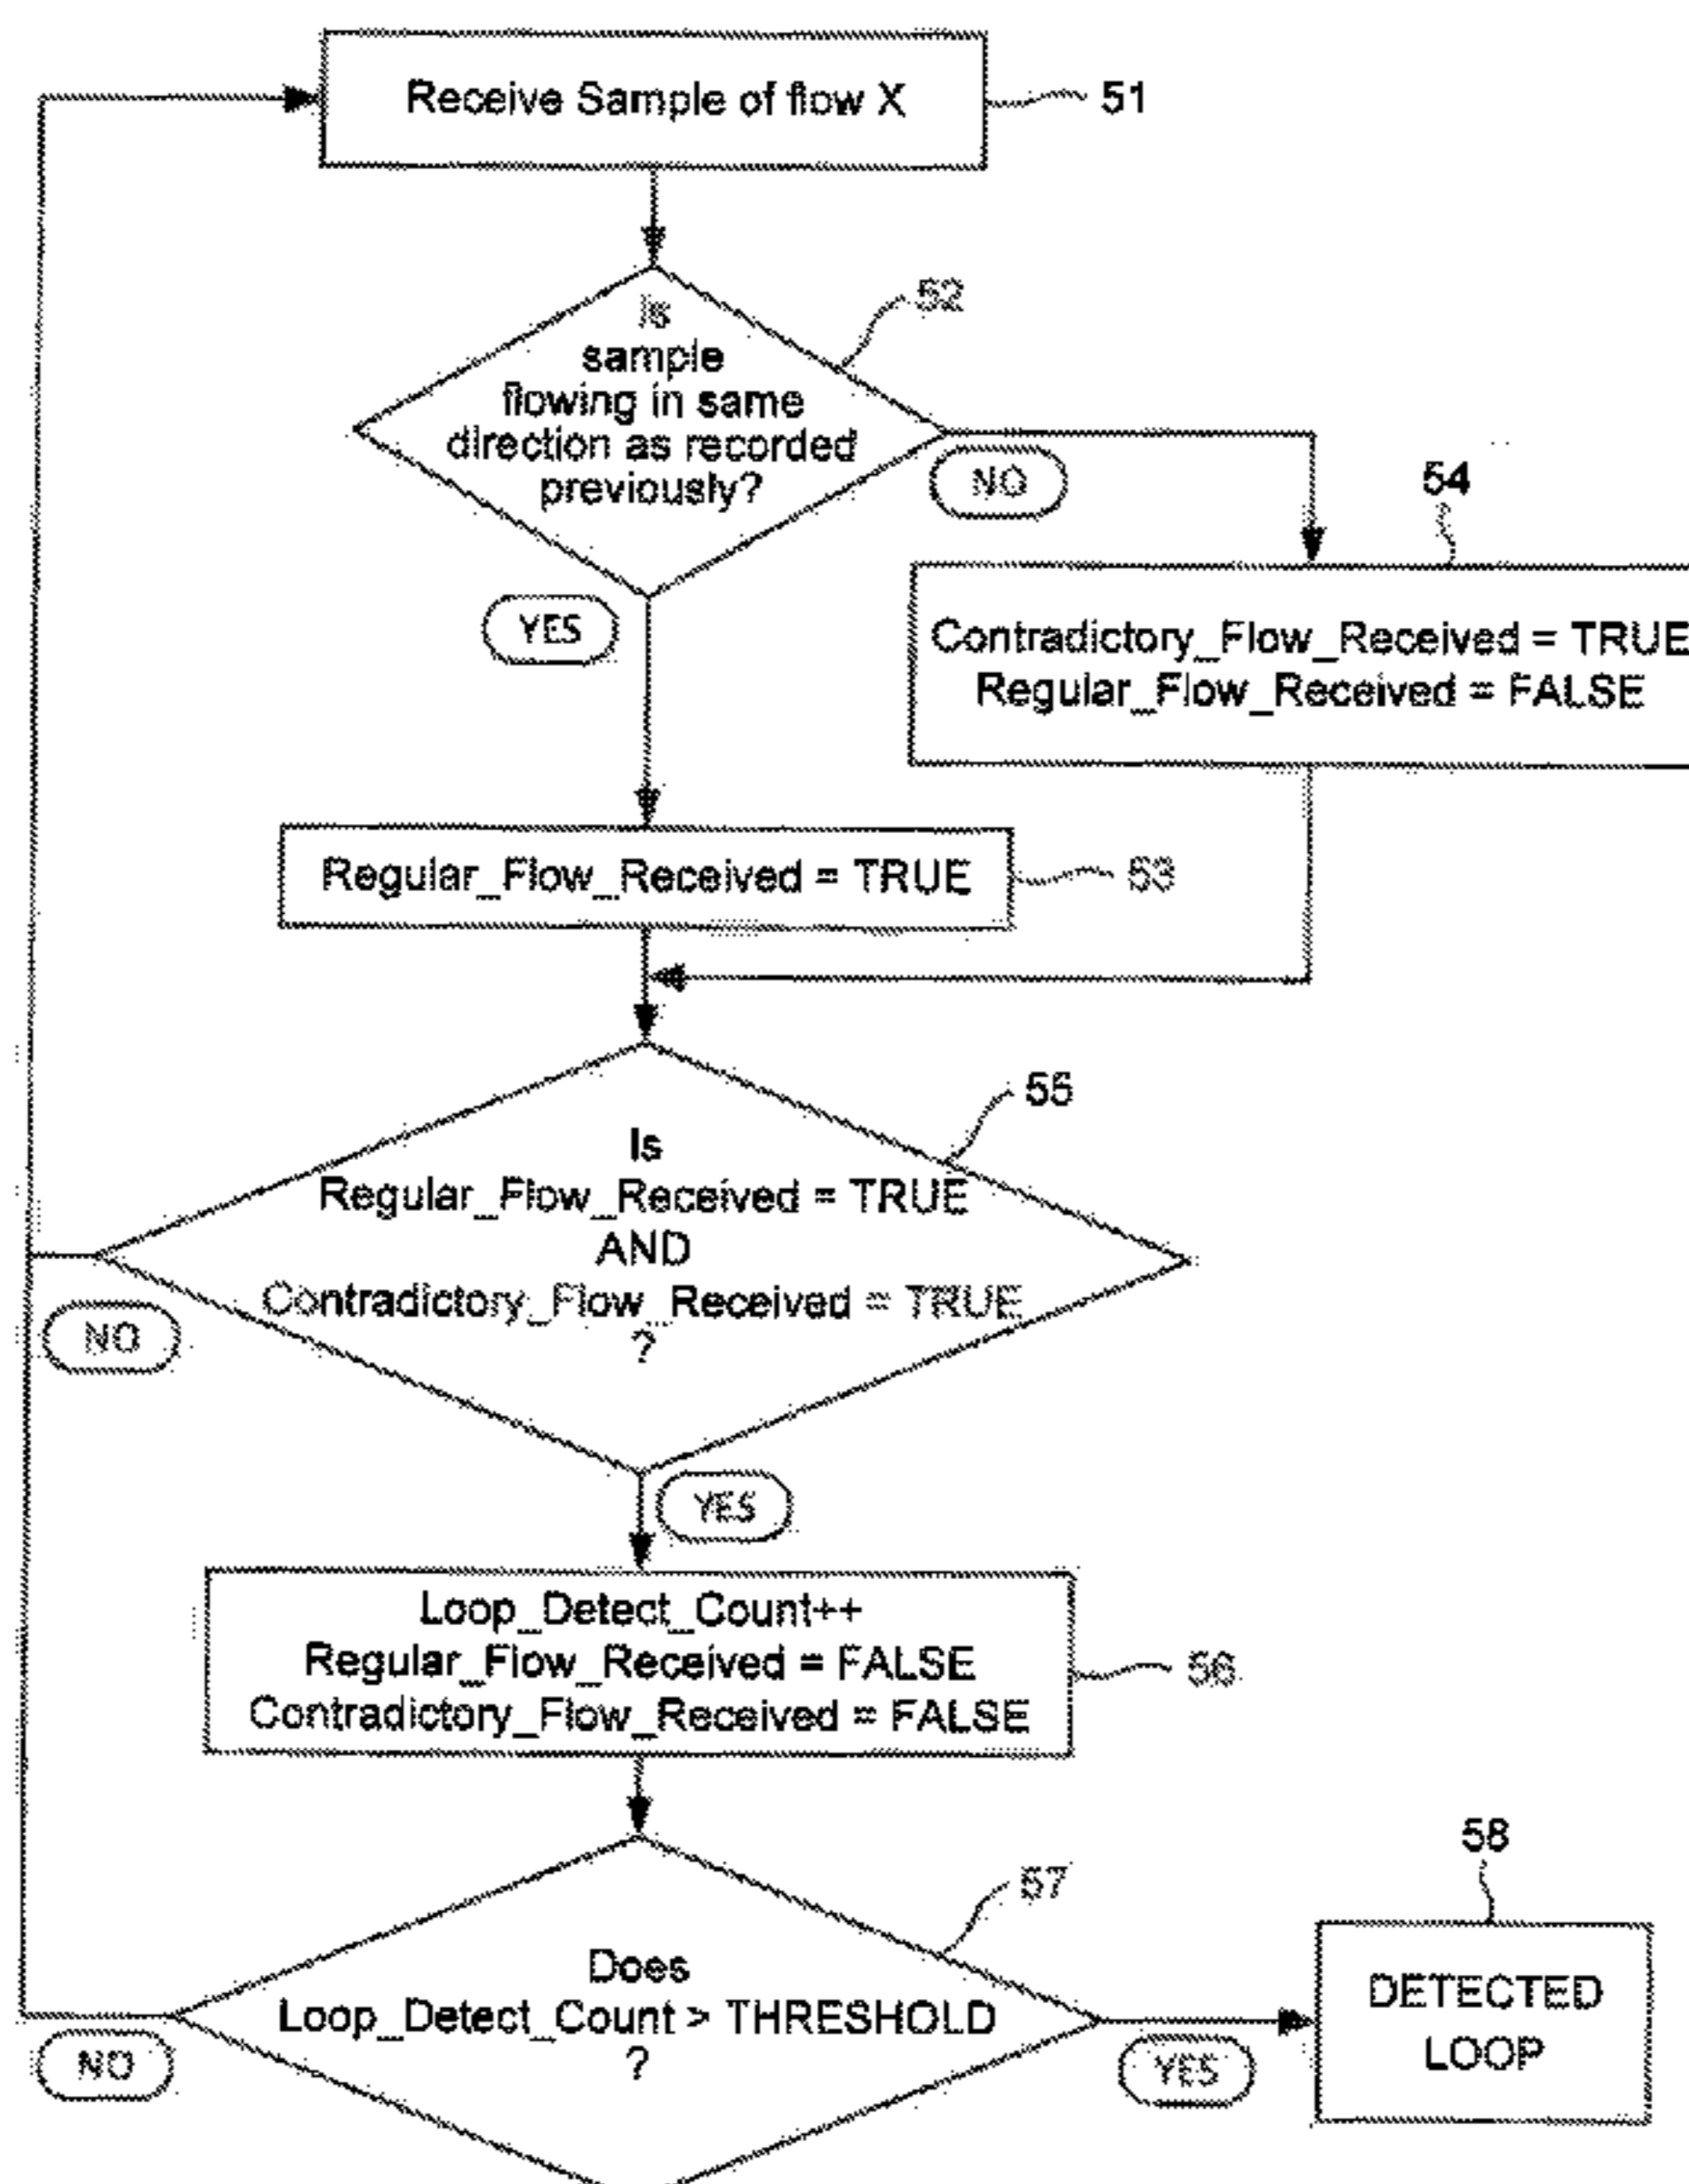 Receive Sample of flow X
51
Is
sample
flowing in same
direction as recorded
previously?
52
NO
YES
54
Contradictory_Flow_Received = TRUE
Regular_Flow_Received = FALSE
Regular_Flow_Received = TRUE
53
Is
Regular_Flow_Received = TRUE
AND
Contradictory_Flow_Received = TRUE
?
55
NO
YES
Loop_Detect_Count++
Regular_Flow_Received = FALSE
Contradictory_Flow_Received = FALSE
56
Does
Loop_Detect_Count > THRESHOLD
?
57
NO
YES
58
DETECTED
LOOP